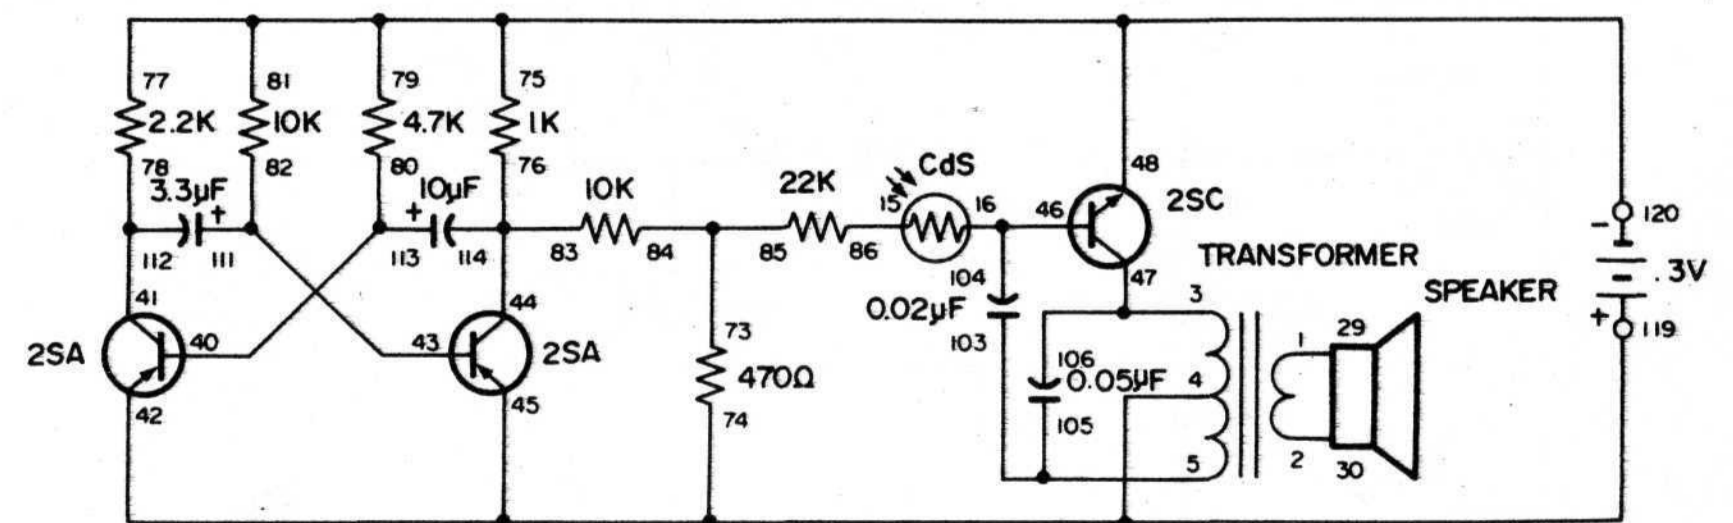 77
81
79
75
2.2K
10K
4.7K
1K
78
82
80
76
3.3µF
10µF
+
+
112
111
113
114
10K
83
84
22K
85
86
CdS
15
16
46
48
2SC
47
41
40
2SA
42
44
43
2SA
45
73
470Ω
74
104
0.02µF
103
106
0.05µF
105
TRANSFORMER
3
4
5
1
2
SPEAKER
29
30
120
-
.3V
+
119